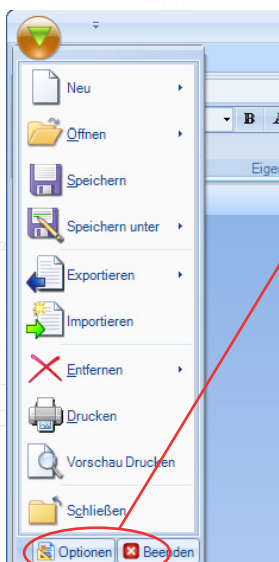 Neu
Öffnen
B
Speichern
Speichern unter
Exportieren
Importieren
Entfernen
Drucken
Vorschau Drucken
Schließen
Optionen Beenden